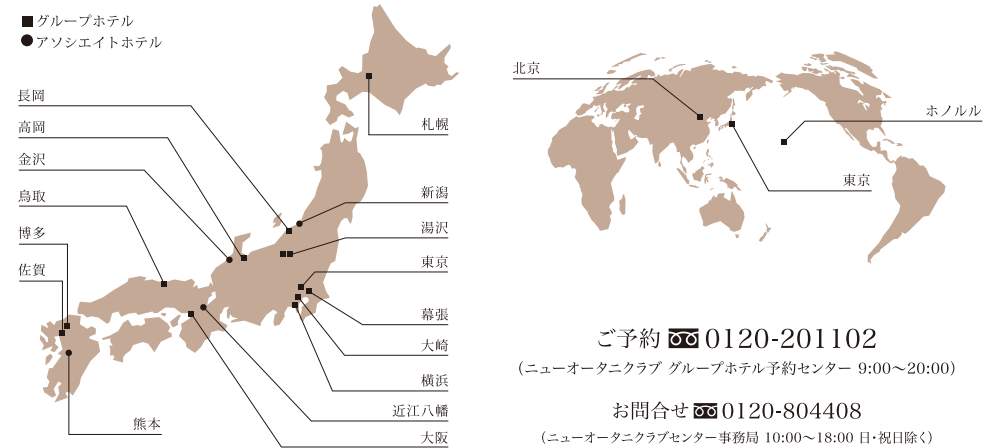 ■グループホテル
●アソシエイトホテル
長岡
高岡
金沢
鳥取
博多
佐賀
熊本
札幌
新潟
湯沢
東京
幕張
大崎
横浜
近江八幡
大阪
北京
ホノルル
東京
ご予約 0120-201102
（ニューオータニクラブ グループホテル予約センター 9:00～20:00）
お問合せ 0120-804408
（ニューオータニクラブセンター事務局 10:00～18:00 日・祝日除く）